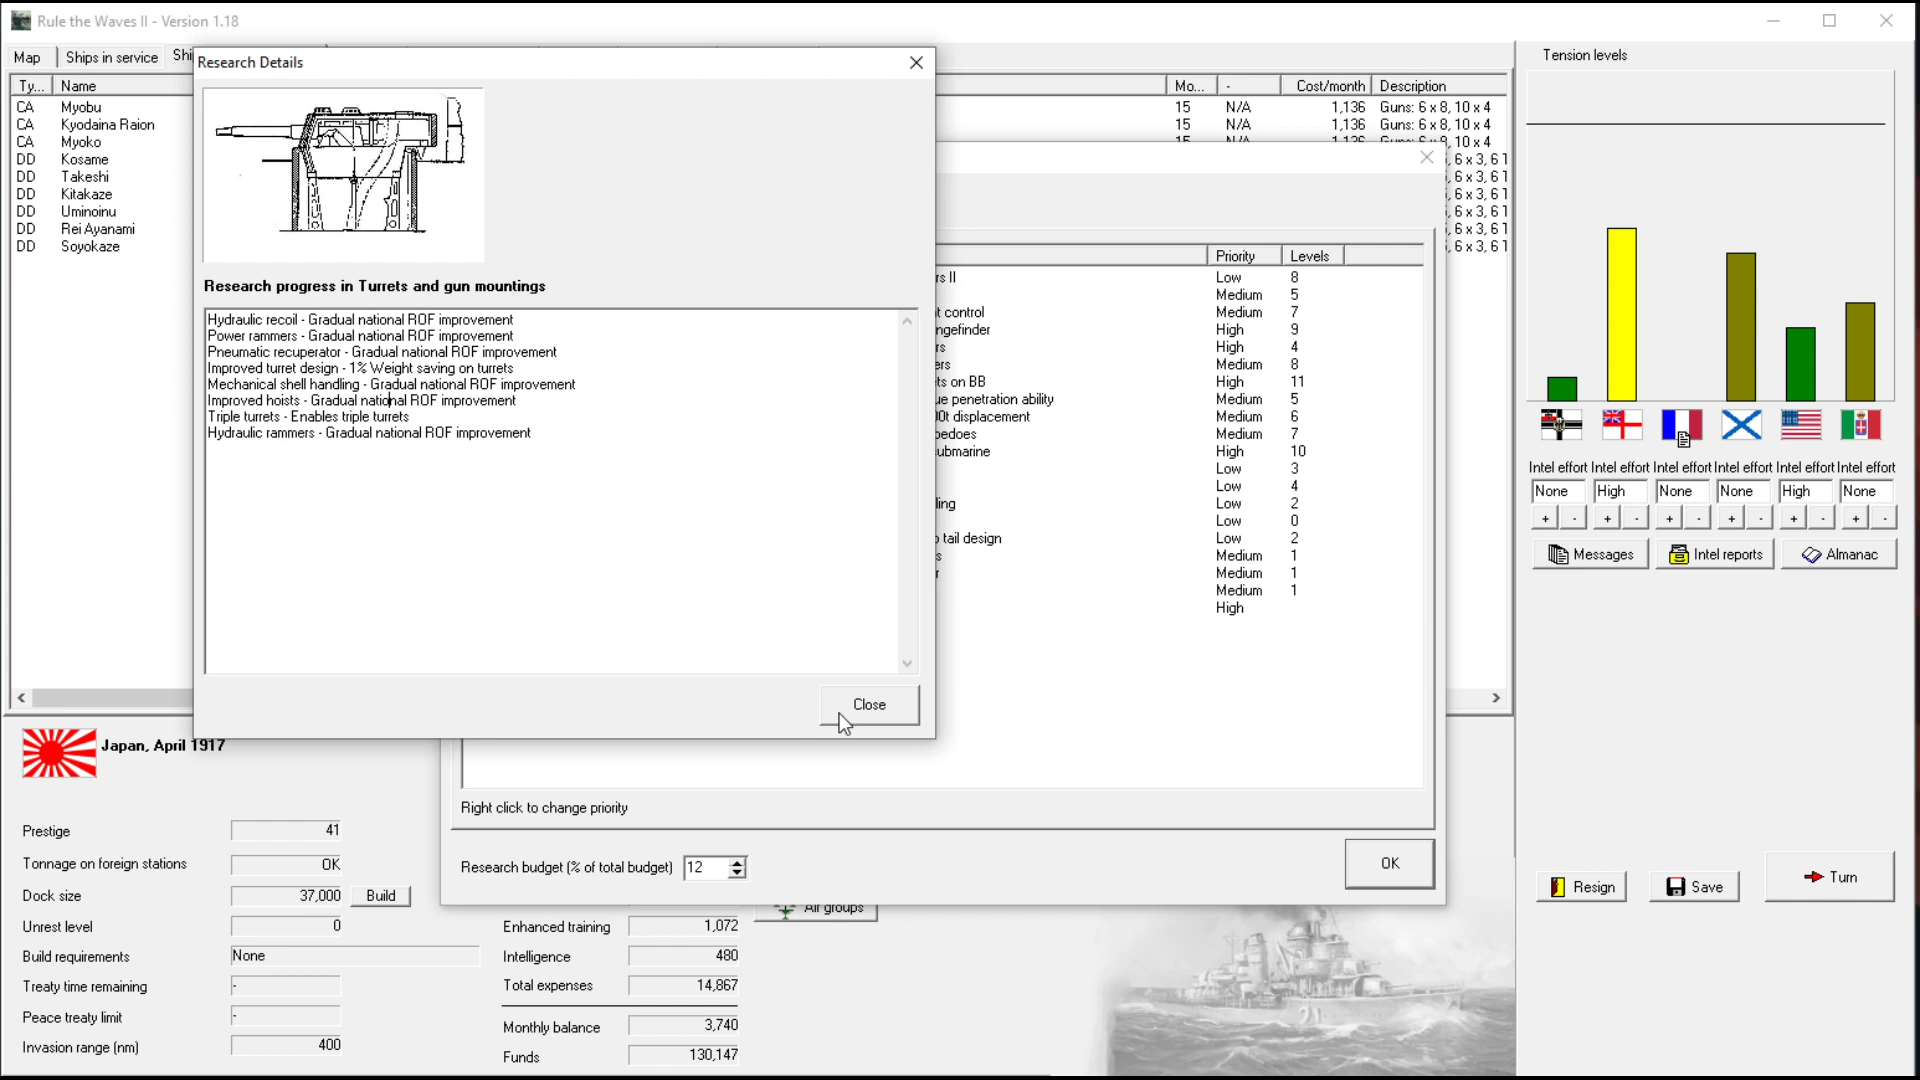 Rule the Waves II - Version 1.18
Map
Ships in service
Tension levels
Research Details
Ty... Name
Mo... - Cost/month Description
CA Myobu 15 N/A 1,136 Guns: 6 x 8, 10 x 4
CA Kyodaina Raion 15 N/A 1,136 Guns: 6 x 8, 10 x 4
CA Myoko
DD Kosame
DD Takeshi
DD Kitakaze
DD Uminoinu
DD Rei Ayanami
DD Soyokaze
Research progress in Turrets and gun mountings
Hydraulic recoil - Gradual national ROF improvement
Power rammers - Gradual national ROF improvement
Pneumatic recuperator - Gradual national ROF improvement
Improved turret design - 1% Weight saving on turrets
Mechanical shell handling - Gradual national ROF improvement
Improved hoists - Gradual national ROF improvement
Triple turrets - Enables triple turrets
Hydraulic rammers - Gradual national ROF improvement
Close
Priority Levels
Low 8
Medium 5
control Medium 7
High 9
High 4
Medium 8
on BB High 11
penetration ability Medium 5
displacement Medium 6
Medium 7
High 10
Low 3
Low 4
Low 2
Low 0
tail design Low 2
Medium 1
Medium 1
Medium 1
High
Right click to change priority
Research budget (% of total budget) 12
OK
Intel effort Intel effort Intel effort Intel effort Intel effort Intel effort
None High None None High None
+ - + - + - + - + - + -
Messages Intel reports Almanac
Japan, April 1917
Prestige 41
Tonnage on foreign stations OK
Dock size 37,000 Build
Unrest level 0
Build requirements None
Treaty time remaining -
Peace treaty limit -
Invasion range (nm) 400
Air groups
Enhanced training 1,072
Intelligence 480
Total expenses 14,867
Monthly balance 3,740
Funds 130,147
Resign Save Turn